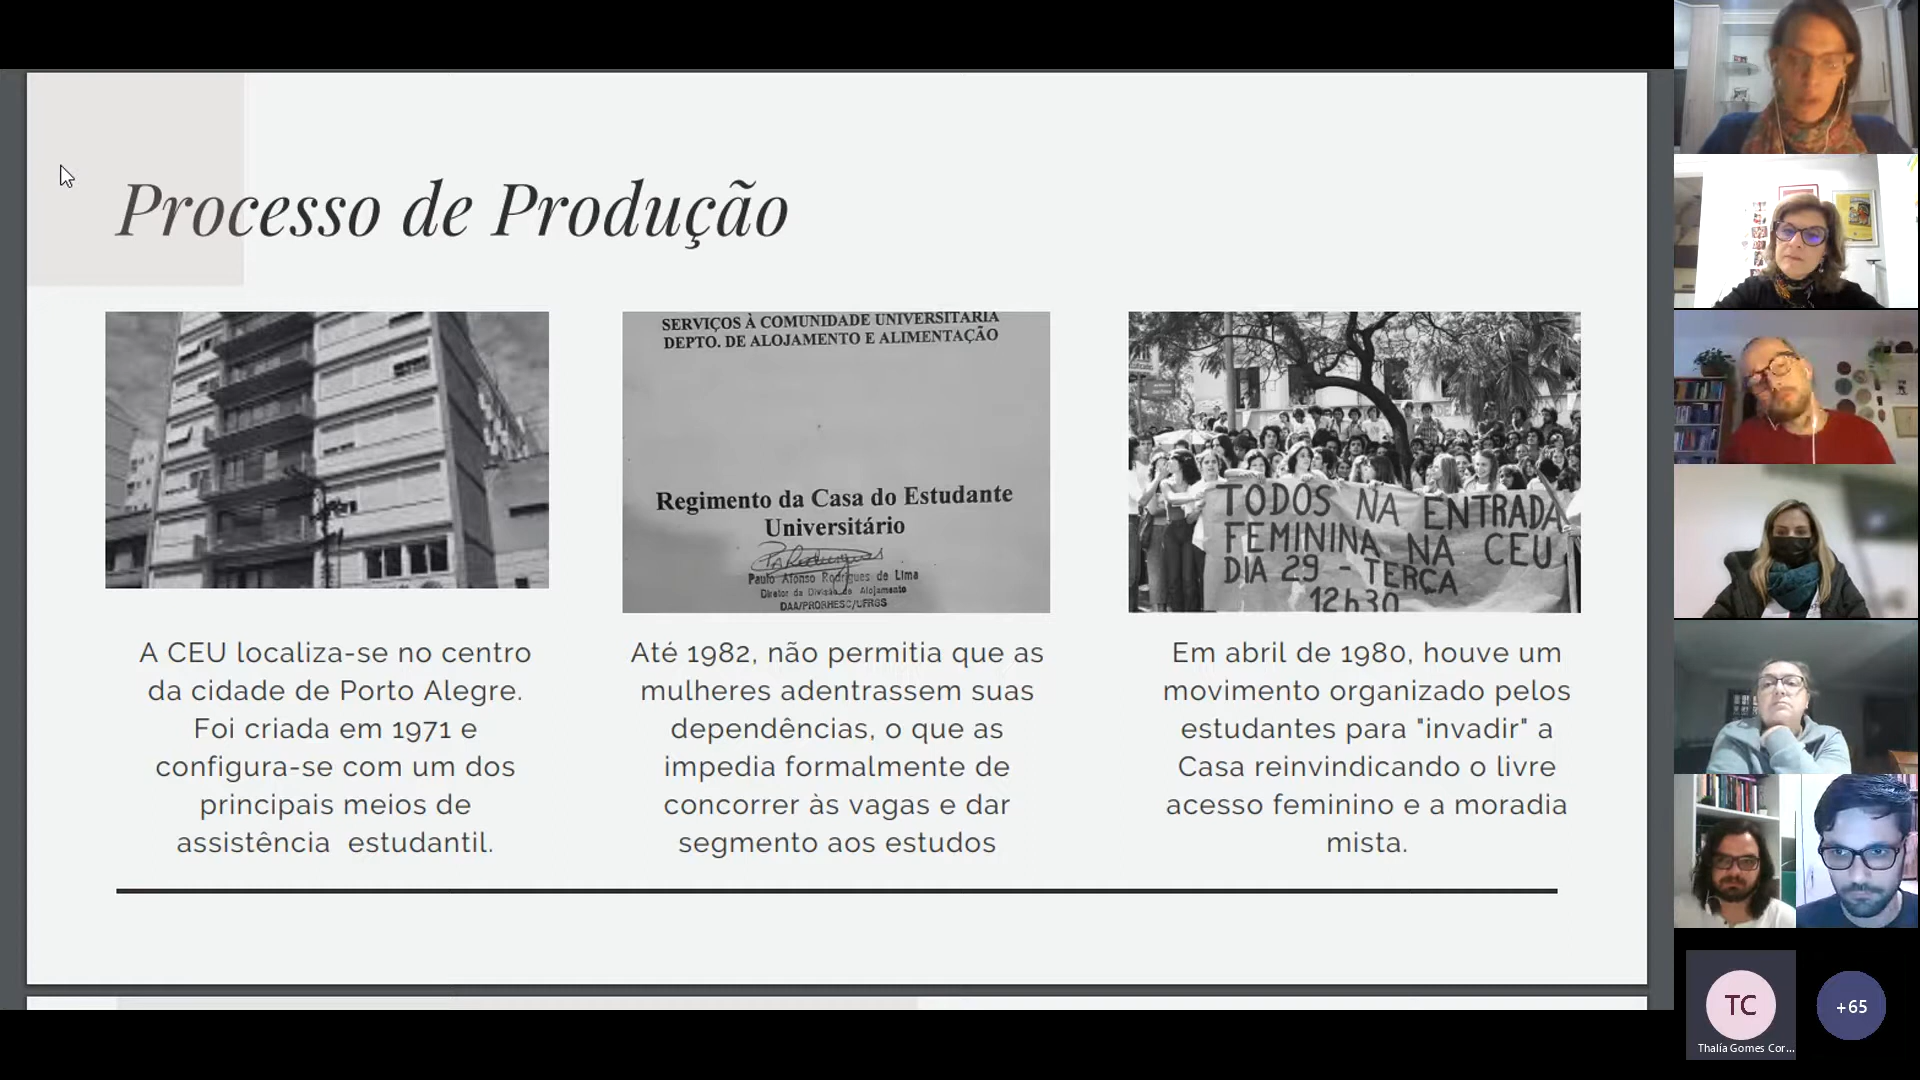 Processo de Produção
SERVIÇOS À COMUNIDADE UNIVERSITÁRIA
DEPTO. DE ALOJAMENTO E ALIMENTAÇÃO
Regimento da Casa do Estudante
Universitário
Paulo Afonso Rodrigues de Lima
Diretor da Divisão de Alojamento
DAA/PRORHESC/UFRGS
TODOS NA ENTRADA
FEMININA NA CEU
DIA 29 - TERÇA
12h30
A CEU localiza-se no centro
da cidade de Porto Alegre.
Foi criada em 1971 e
configura-se com um dos
principais meios de
assistência estudantil.
Até 1982, não permitia que as
mulheres adentrassem suas
dependências, o que as
impedia formalmente de
concorrer às vagas e dar
segmento aos estudos
Em abril de 1980, houve um
movimento organizado pelos
estudantes para "invadir" a
Casa reinvindicando o livre
acesso feminino e a moradia
mista.
TC
+65
Thalía Gomes Cor...